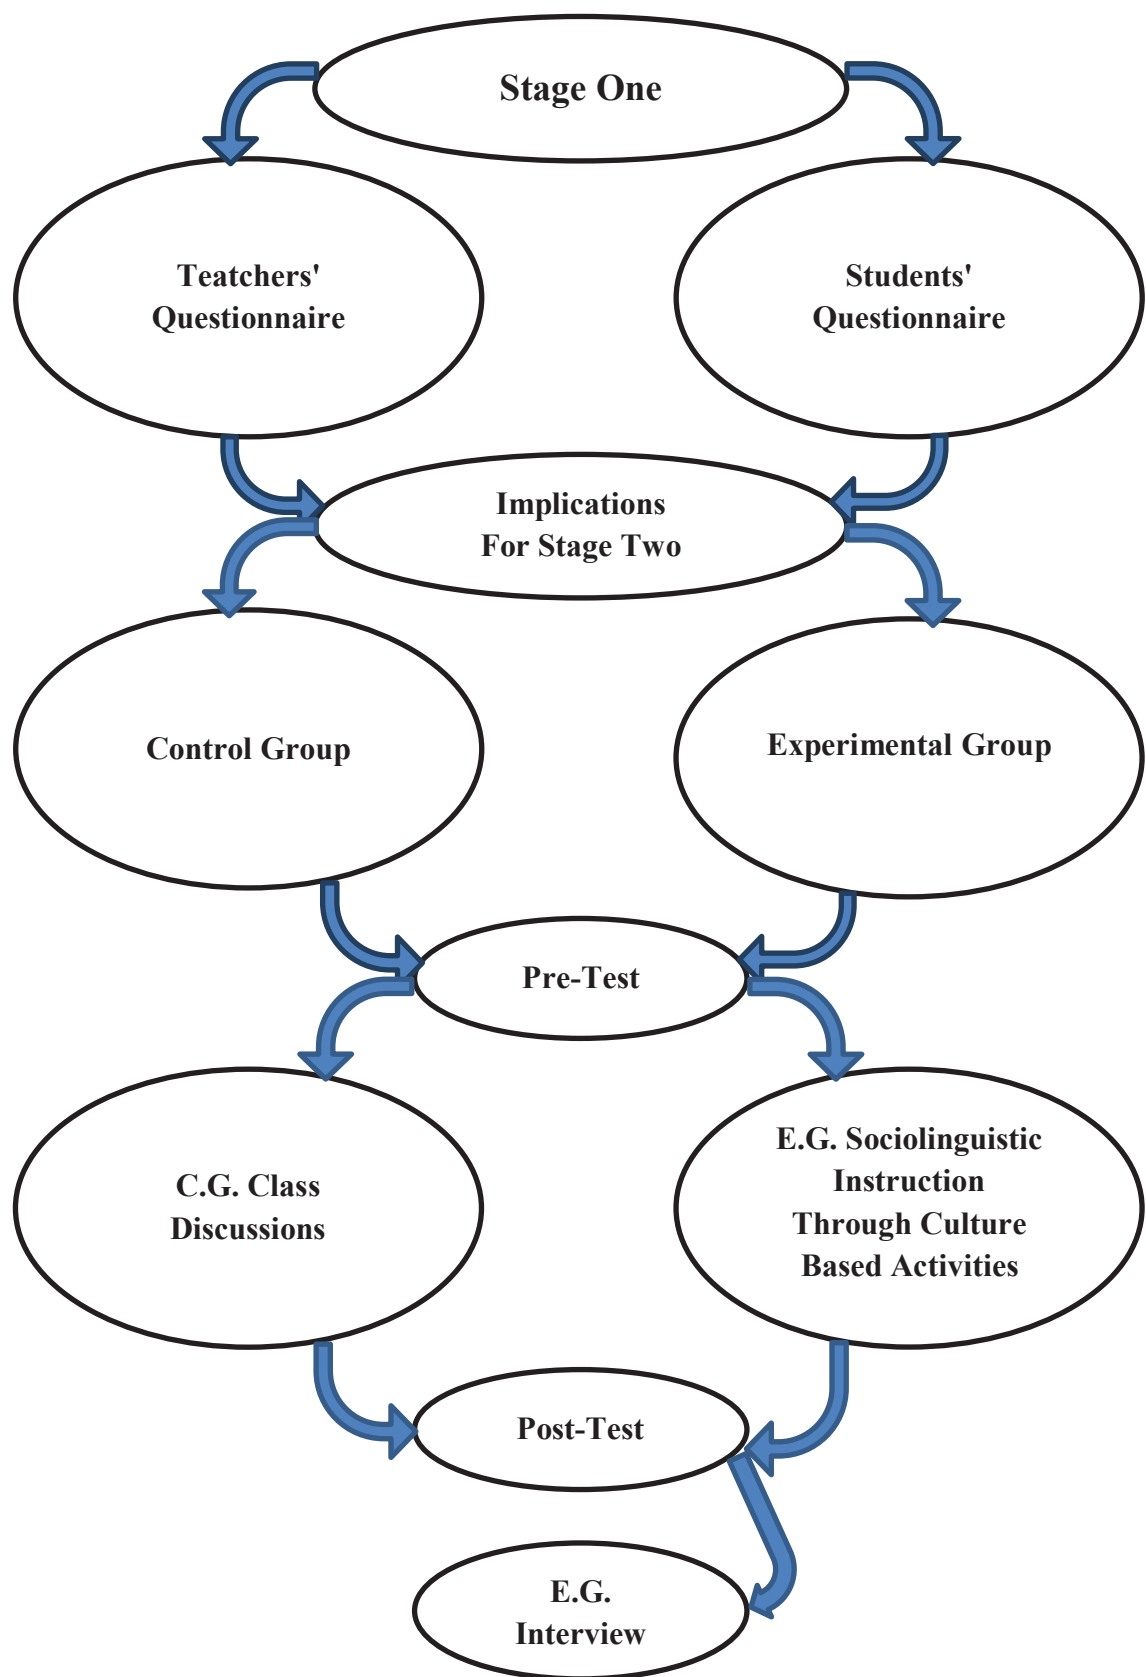 Stage One
Teatchers'
Questionnaire
Students'
Questionnaire
Implications
For Stage Two
Control Group
Experimental Group
Pre-Test
C.G. Class
Discussions
E.G. Sociolinguistic
Instruction
Through Culture
Based Activities
Post-Test
E.G.
Interview